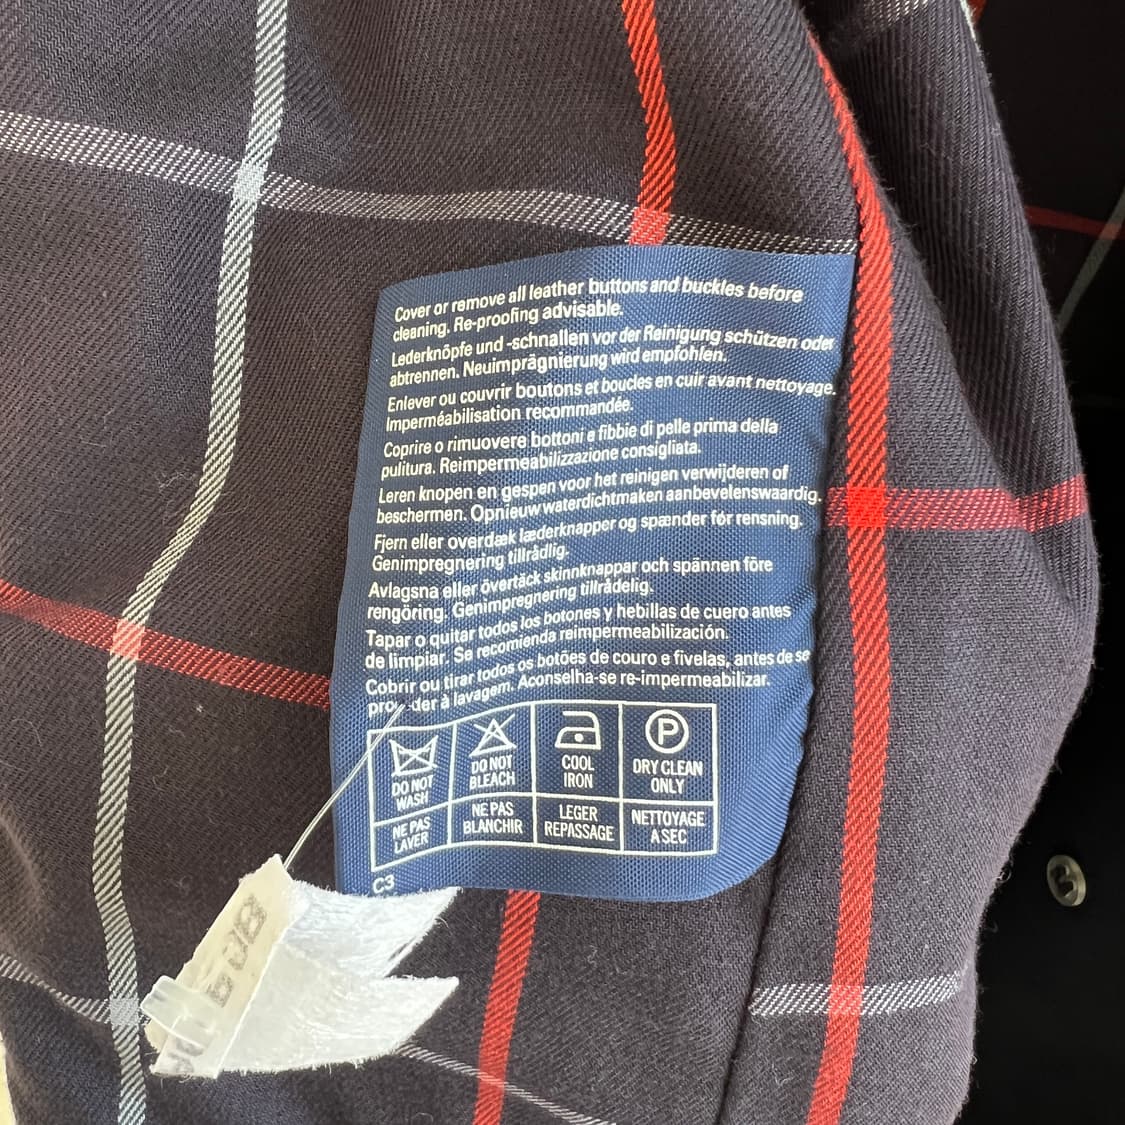 Cover or remove all leather buttons and buckles before
cleaning. Re-proofing advisable.
Lederknöpfe und -schnallen vor der Reinigung schützen oder
abtrennen. Neuimprägnierung wird empfohlen.
Enlever ou couvrir boutons et boucles en cuir avant nettoyage.
Imperméabilisation recommandée.
Coprire o rimuovere bottoni e fibbie di pelle prima della
pulitura. Reimpermeabilizzazione consigliata.
Leren knopen en gespen voor het reinigen verwijderen of
beschermen. Opnieuw waterdichtmaken aanbevelenswaardig.
Fjern eller overdæk læderknapper og spænder fór rensning.
Genimpregnering tillrådlig.
Avlagsna eller övertäck skinnknappar och spännen före
rengöring. Genimpregnering tillrådelig.
Tapar o quitar todos los botones y hebillas de cuero antes
de limpiar. Se recomienda reimpermeabilización.
Cobrir ou tirar todos os botões de couro e fivelas, antes de se
à lavagem. Aconselha-se re-impermeabilizar.
DO NOT WASH
DO NOT BLEACH
COOL IRON
P
DRY CLEAN ONLY
NE PAS LAVER
NE PAS BLANCHIR
LEGER REPASSAGE
NETTOYAGE A SEC
C3